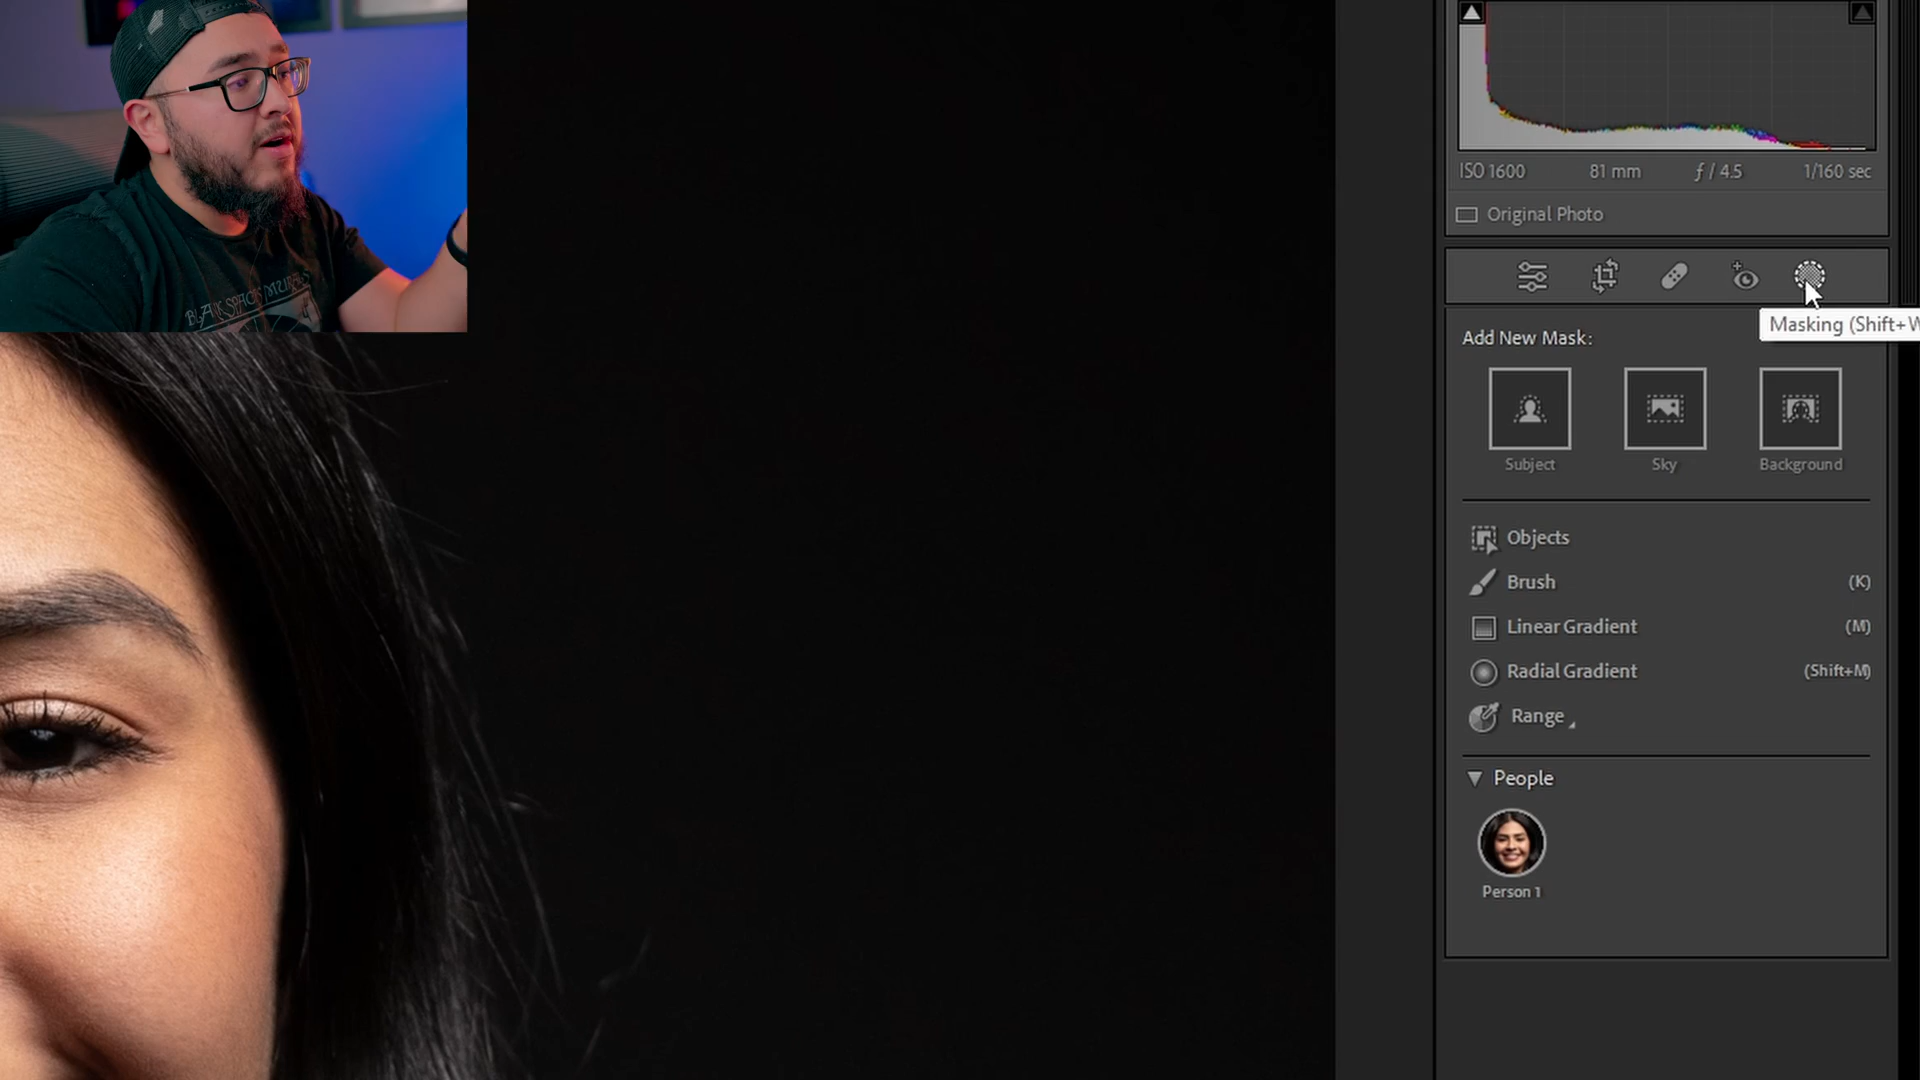 ISO 1600 81 mm ƒ / 4.5 1/160 sec
Original Photo
Masking (Shift+W
Add New Mask:
Subject Sky Background
Objects
Brush (K)
Linear Gradient (M)
Radial Gradient (Shift+M)
Range
People
Person 1